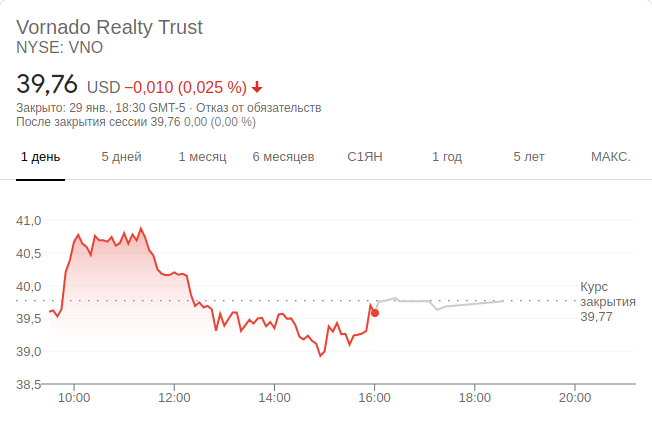 Vornado Realty Trust
NYSE: VNO
39,76 USD −0,010 (0,025 %)
Закрыто: 29 янв., 18:30 GMT-5 · Отказ от обязательств
После закрытия сессии 39,76 0,00 (0,00 %)
1 день 5 дней 1 месяц 6 месяцев С1ЯН 1 год 5 лет МАКС.
41,0
40,5
40,0
39,5
39,0
38,5
Курс
закрытия
39,77
10:00 12:00 14:00 16:00 18:00 20:00